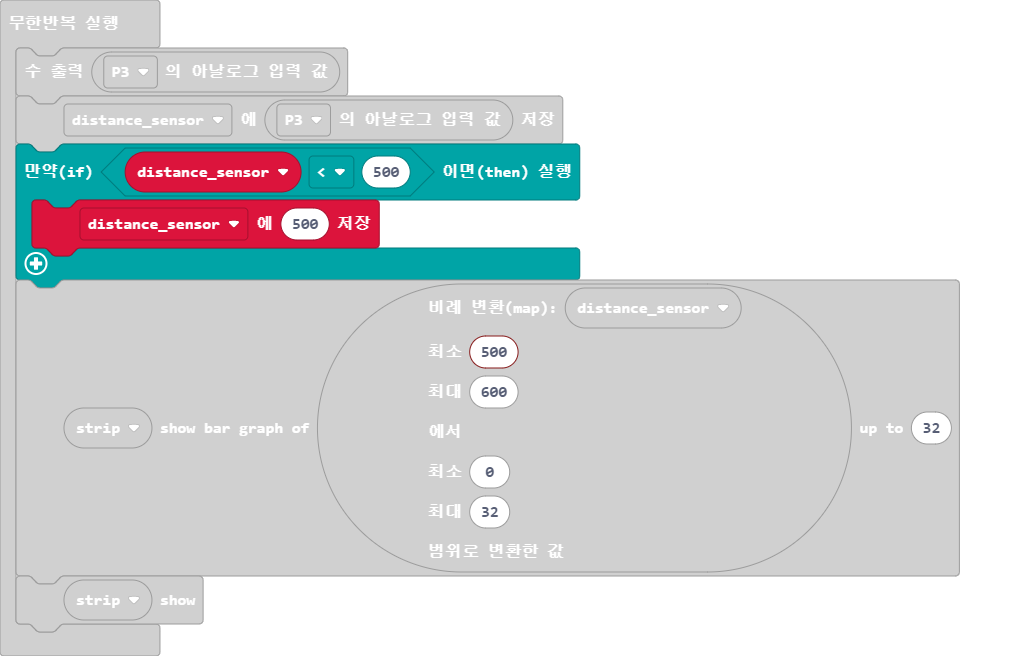 무한반복 실행
수 출력 P3 의 아날로그 입력 값
distance_sensor 에 P3 의 아날로그 입력 값 저장
만약(if) distance_sensor < 500 이면(then) 실행
distance_sensor 에 500 저장
비례 변환(map): distance_sensor
최소 500
최대 600
에서
strip show bar graph of up to 32
최소 0
최대 32
범위로 변환한 값
strip show